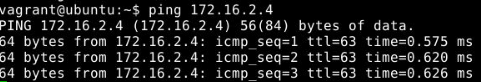 vagrant@ubuntu:~$ ping 172.16.2.4
PING 172.16.2.4 (172.16.2.4) 56(84) bytes of data.
64 bytes from 172.16.2.4: icmp_seq=1 ttl=63 time=0.575 ms
64 bytes from 172.16.2.4: icmp_seq=2 ttl=63 time=0.620 ms
64 bytes from 172.16.2.4: icmp_seq=3 ttl=63 time=0.626 ms